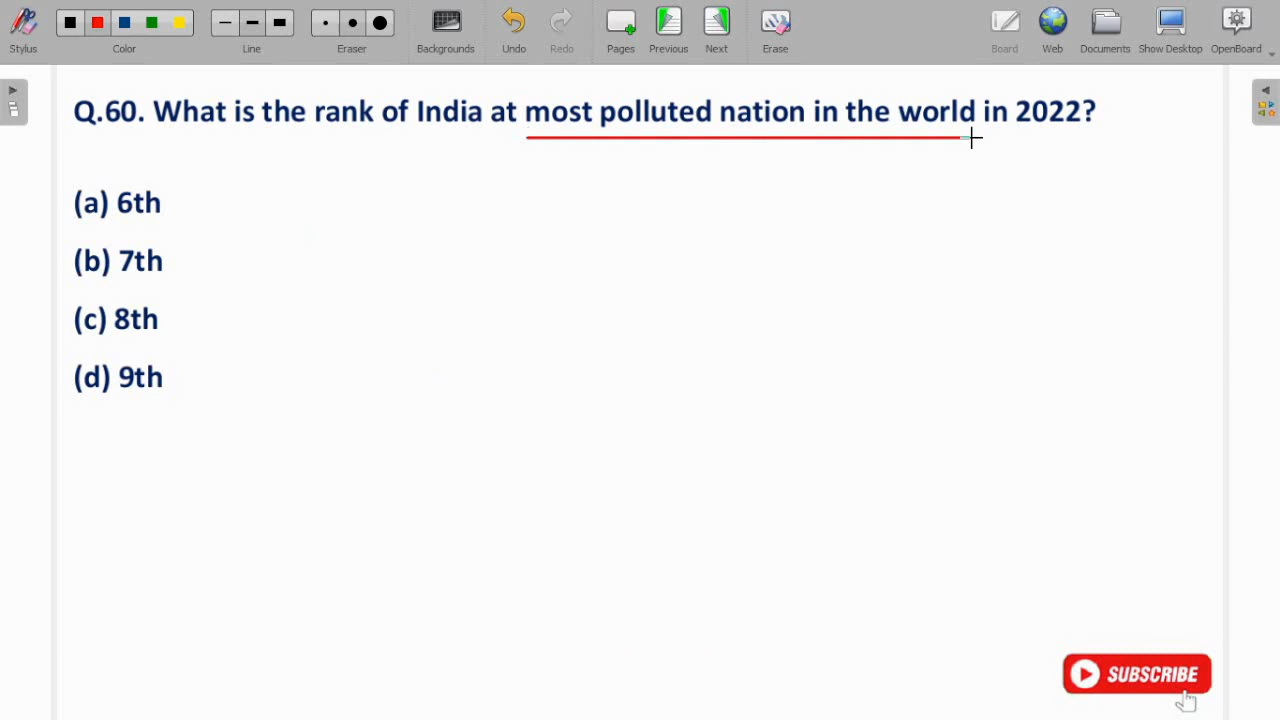 Stylus Color Line Eraser Backgrounds Undo Redo Pages Previous Next Erase Board Web Documents Show Desktop OpenBoard
Q.60. What is the rank of India at most polluted nation in the world in 2022?
(a) 6th
(b) 7th
(c) 8th
(d) 9th
SUBSCRIBE